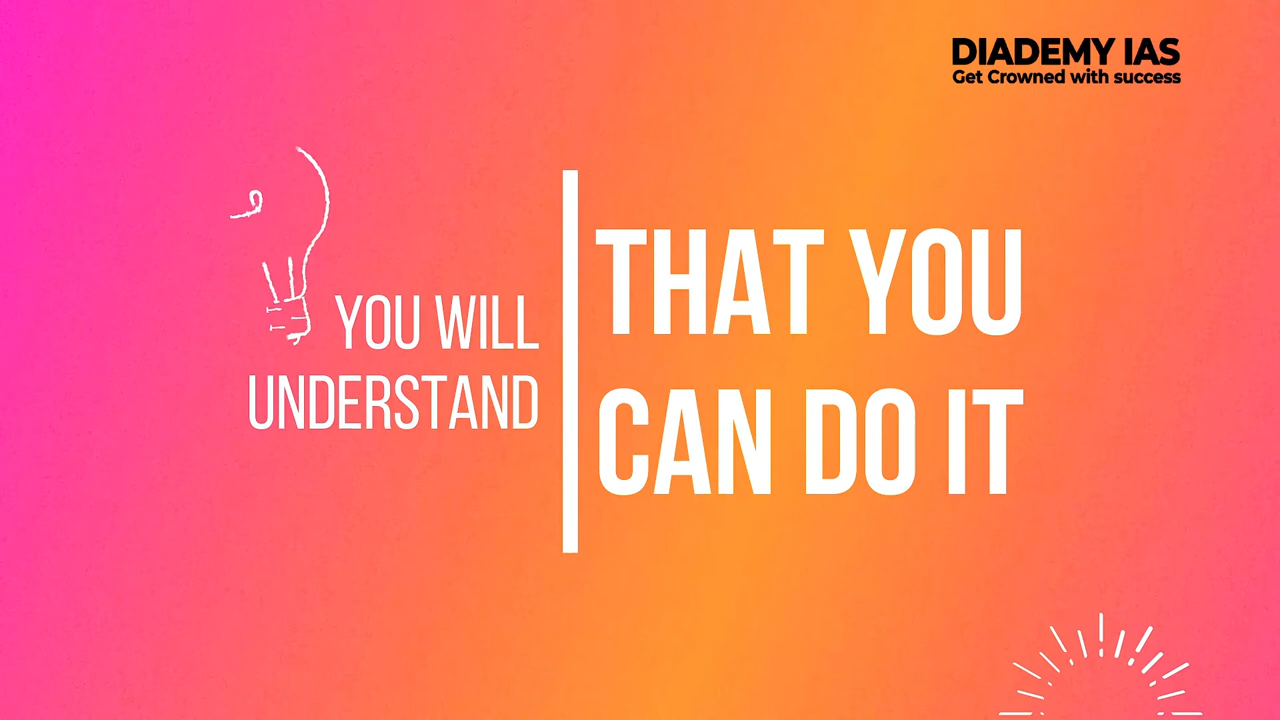 DIADEMY IAS
Get Crowned with success
YOU WILL
UNDERSTAND
THAT YOU
CAN DO IT